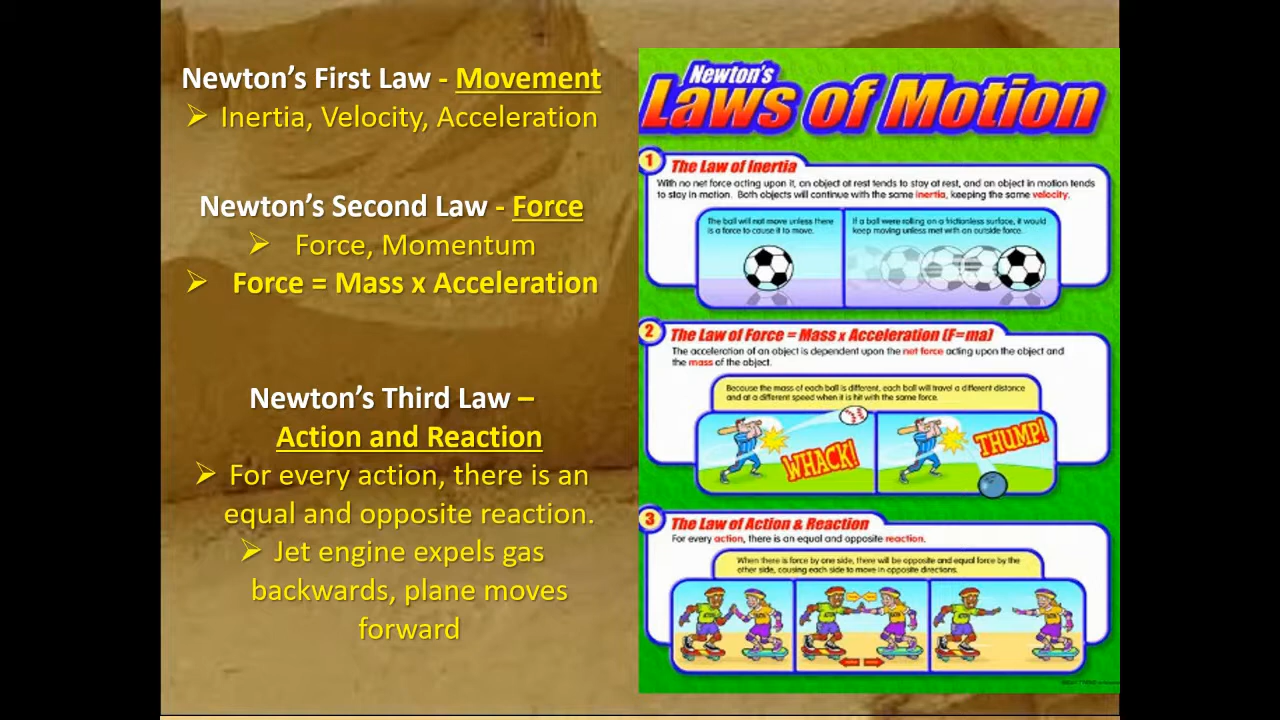 Newton's First Law - Movement
➢ Inertia, Velocity, Acceleration
Newton's Second Law - Force
➢ Force, Momentum
➢ Force = Mass x Acceleration
Newton's Third Law –
Action and Reaction
➢ For every action, there is an
equal and opposite reaction.
➢ Jet engine expels gas
backwards, plane moves
forward
Newton's
Laws of Motion
1 The Law of Inertia
With no net force acting upon it, an object at rest tends to stay at rest, and an object in motion tends
to stay in motion. Both objects will continue with the same inertia, keeping the same velocity.
The ball will not move unless there
is a force to cause it to move.
If a ball were rolling on a frictionless surface, it would
keep moving unless met with an outside force.
2 The Law of Force = Mass x Acceleration (F=ma)
The acceleration of an object is dependent upon the net force acting upon the object and
the mass of the object.
Because the mass of each ball is different, each ball will travel a different distance
and at a different speed when it is hit with the same force.
WHACK!
THUMP!
3 The Law of Action & Reaction
For every action, there is an equal and opposite reaction.
When there is force by one side, there will be opposite and equal force by the
other side, causing each side to move in opposite directions.